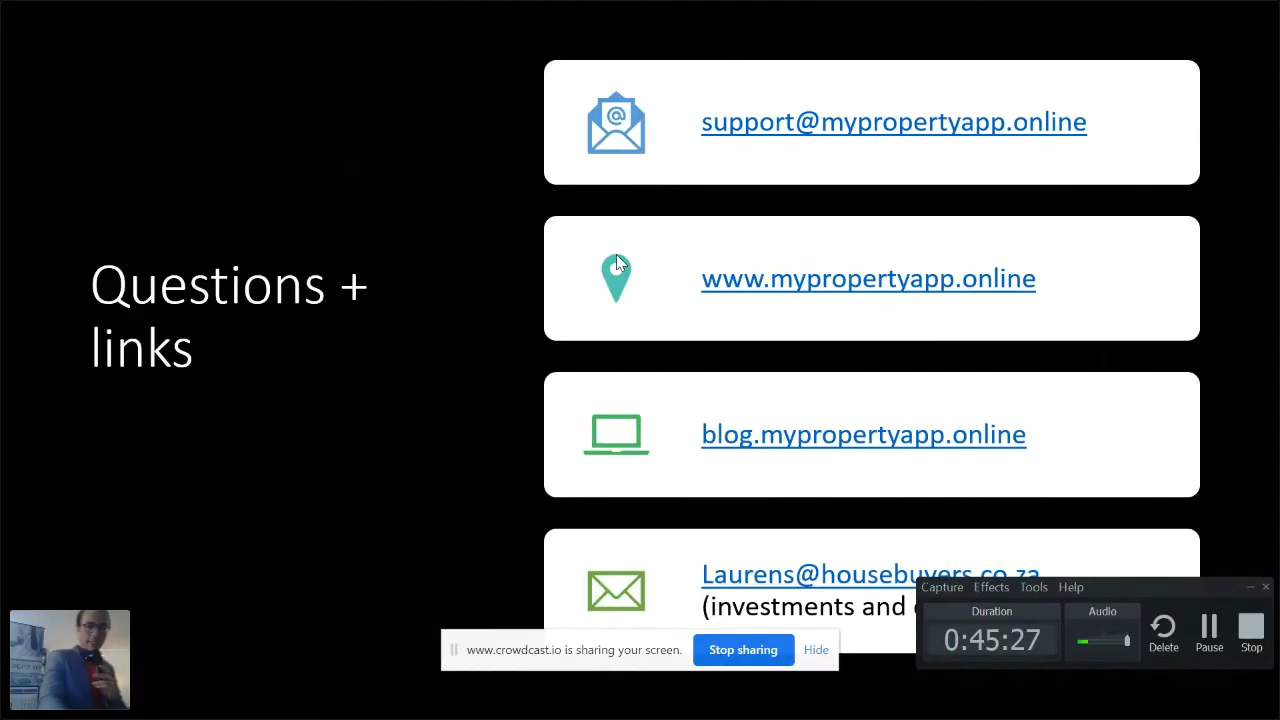 Questions +
links
support@mypropertyapp.online
www.mypropertyapp.online
blog.mypropertyapp.online
Laurens@housebuyers.co.za
(investments and
www.crowdcast.io is sharing your screen.
Stop sharing
Hide
Capture Effects Tools Help
Duration
Audio
0:45:27
Delete
Pause
Stop